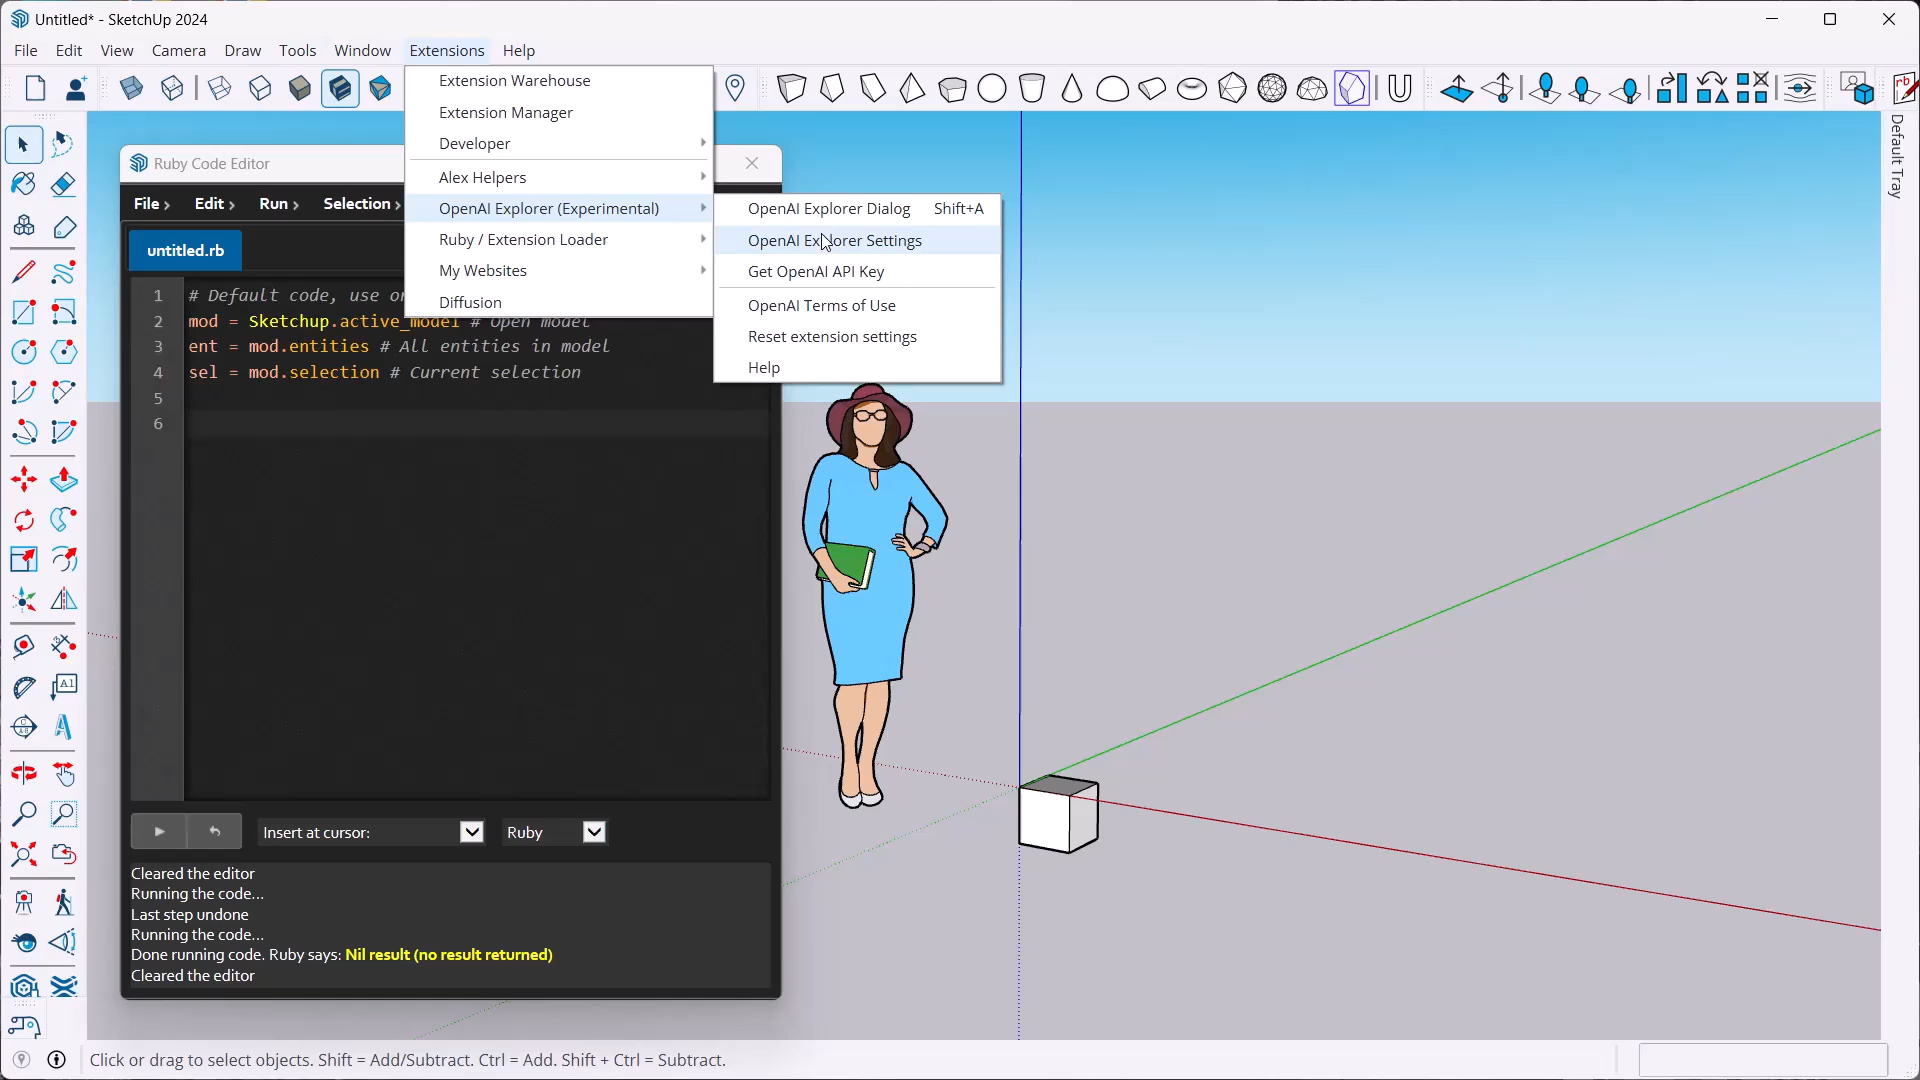 Untitled* - SketchUp 2024
File Edit View Camera Draw Tools Window Extensions Help
Extension Warehouse
Extension Manager
Developer
Alex Helpers
OpenAI Explorer (Experimental)
Ruby / Extension Loader
My Websites
Diffusion
OpenAI Explorer Dialog Shift+A
OpenAI Explorer Settings
Get OpenAI API Key
OpenAI Terms of Use
Reset extension settings
Help
Default Tray
Ruby Code Editor
File Edit Run Selection
untitled.rb
1 # Default code, use o
2 mod = Sketchup.active_model # Open model
3 ent = mod.entities # All entities in model
4 sel = mod.selection # Current selection
5
6
Insert at cursor: Ruby
Cleared the editor
Running the code...
Last step undone
Running the code...
Done running code. Ruby says: Nil result (no result returned)
Cleared the editor
Click or drag to select objects. Shift = Add/Subtract. Ctrl = Add. Shift + Ctrl = Subtract.